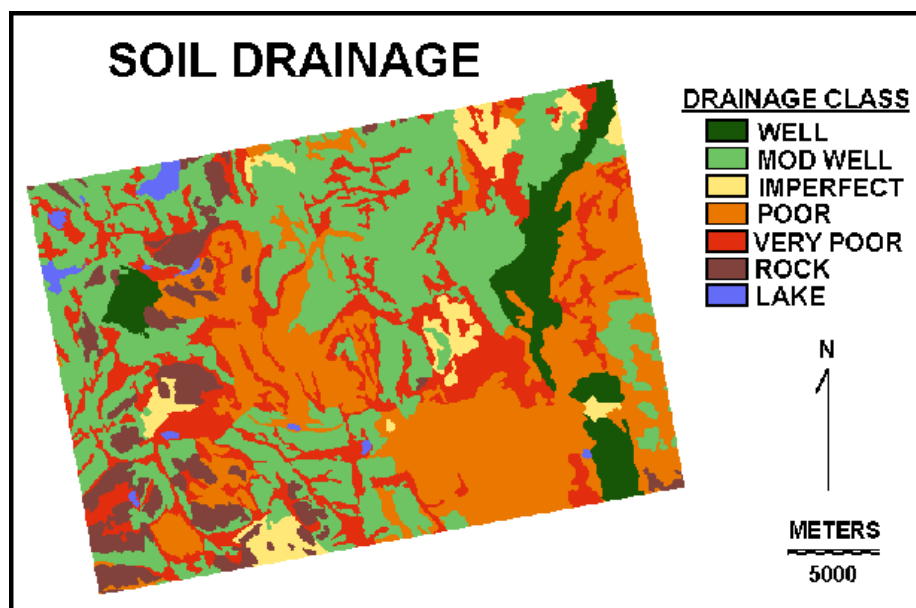 SOIL DRAINAGE
DRAINAGE CLASS
WELL
MOD WELL
IMPERFECT
POOR
VERY POOR
ROCK
LAKE
N
METERS
5000